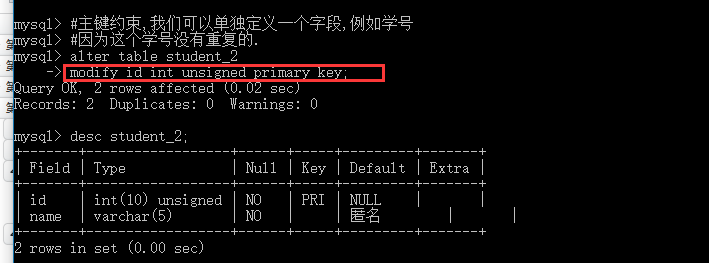 mysql> #主键约束,我们可以单独定义一个字段,例如学号
mysql> #因为这个学号没有重复的.
mysql> alter table student_2
    -> modify id int unsigned primary key;
Query OK, 2 rows affected (0.02 sec)
Records: 2  Duplicates: 0  Warnings: 0
mysql> desc student_2;
+-------+------------------+------+-----+---------+-------+
| Field | Type             | Null | Key | Default | Extra |
+-------+------------------+------+-----+---------+-------+
| id    | int(10) unsigned | NO   | PRI | NULL    |       |
| name  | varchar(5)       | NO   |     | 匿名        |       |
+-------+------------------+------+-----+---------+-------+
2 rows in set (0.00 sec)